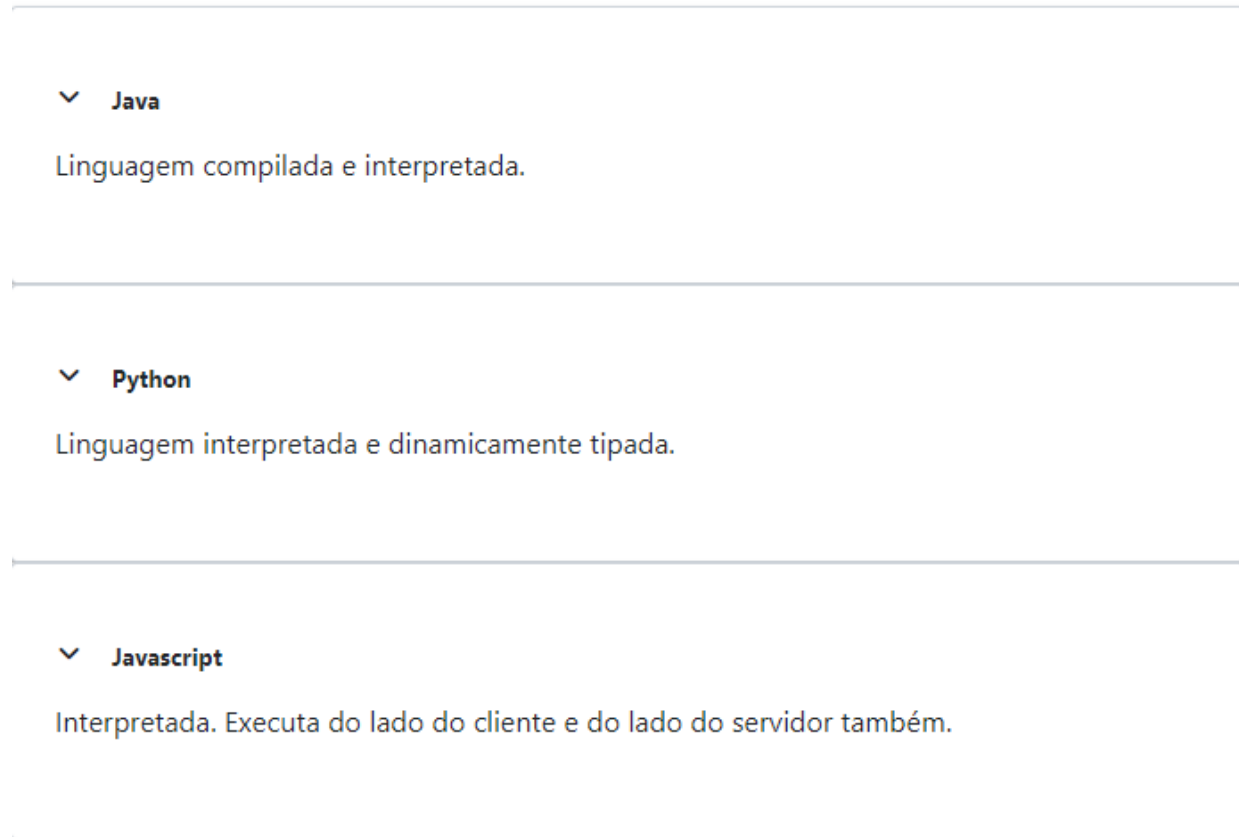 Java
Linguagem compilada e interpretada.
Python
Linguagem interpretada e dinamicamente tipada.
Javascript
Interpretada. Executa do lado do cliente e do lado do servidor também.